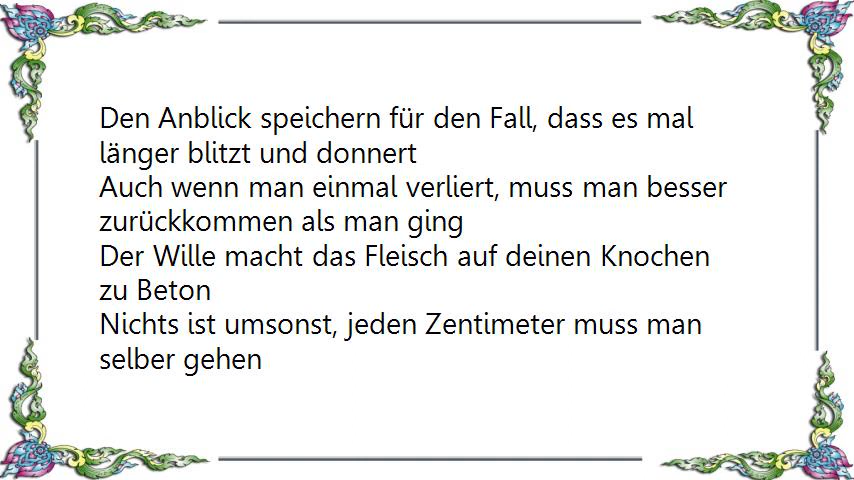 Den Anblick speichern für den Fall, dass es mal
länger blitzt und donnert
Auch wenn man einmal verliert, muss man besser
zurückkommen als man ging
Der Wille macht das Fleisch auf deinen Knochen
zu Beton
Nichts ist umsonst, jeden Zentimeter muss man
selber gehen